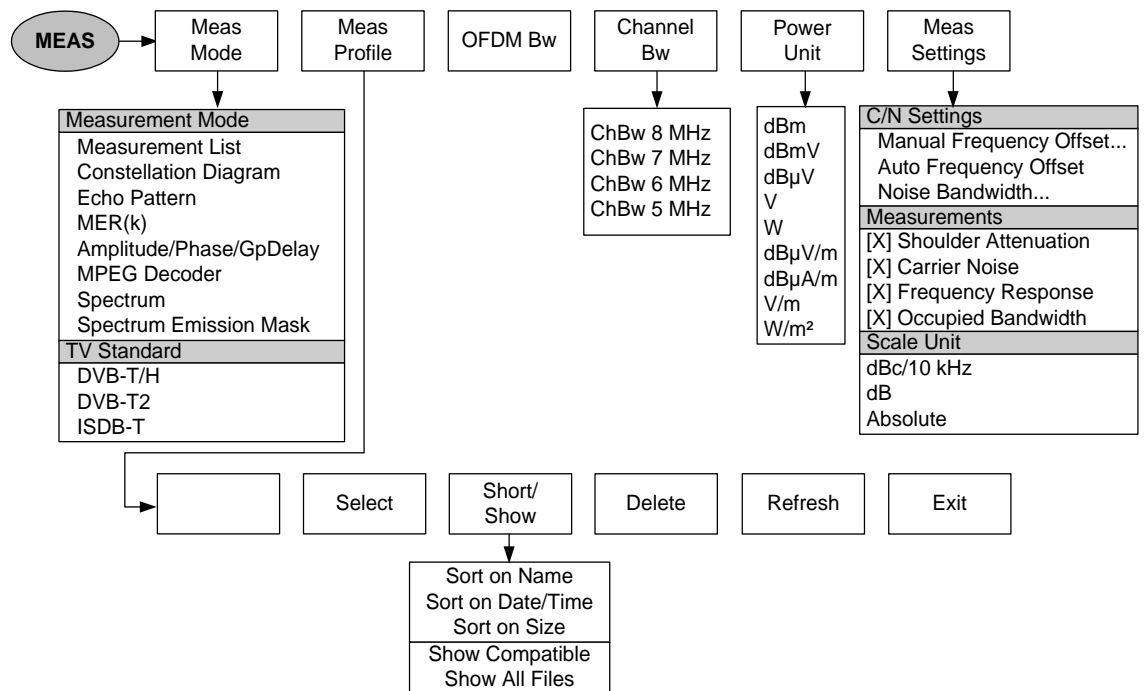 MEAS
Meas
Mode
Meas
Profile
OFDM Bw
Channel
Bw
Power
Unit
Meas
Settings
Measurement Mode
Measurement List
Constellation Diagram
Echo Pattern
MER(k)
Amplitude/Phase/GpDelay
MPEG Decoder
Spectrum
Spectrum Emission Mask
TV Standard
DVB-T/H
DVB-T2
ISDB-T
ChBw 8 MHz
ChBw 7 MHz
ChBw 6 MHz
ChBw 5 MHz
dBm
dBmV
dBµV
V
W
dBµV/m
dBµA/m
V/m
W/m²
C/N Settings
Manual Frequency Offset...
Auto Frequency Offset
Noise Bandwidth...
Measurements
[X] Shoulder Attenuation
[X] Carrier Noise
[X] Frequency Response
[X] Occupied Bandwidth
Scale Unit
dBc/10 kHz
dB
Absolute
Select
Short/
Show
Delete
Refresh
Exit
Sort on Name
Sort on Date/Time
Sort on Size
Show Compatible
Show All Files